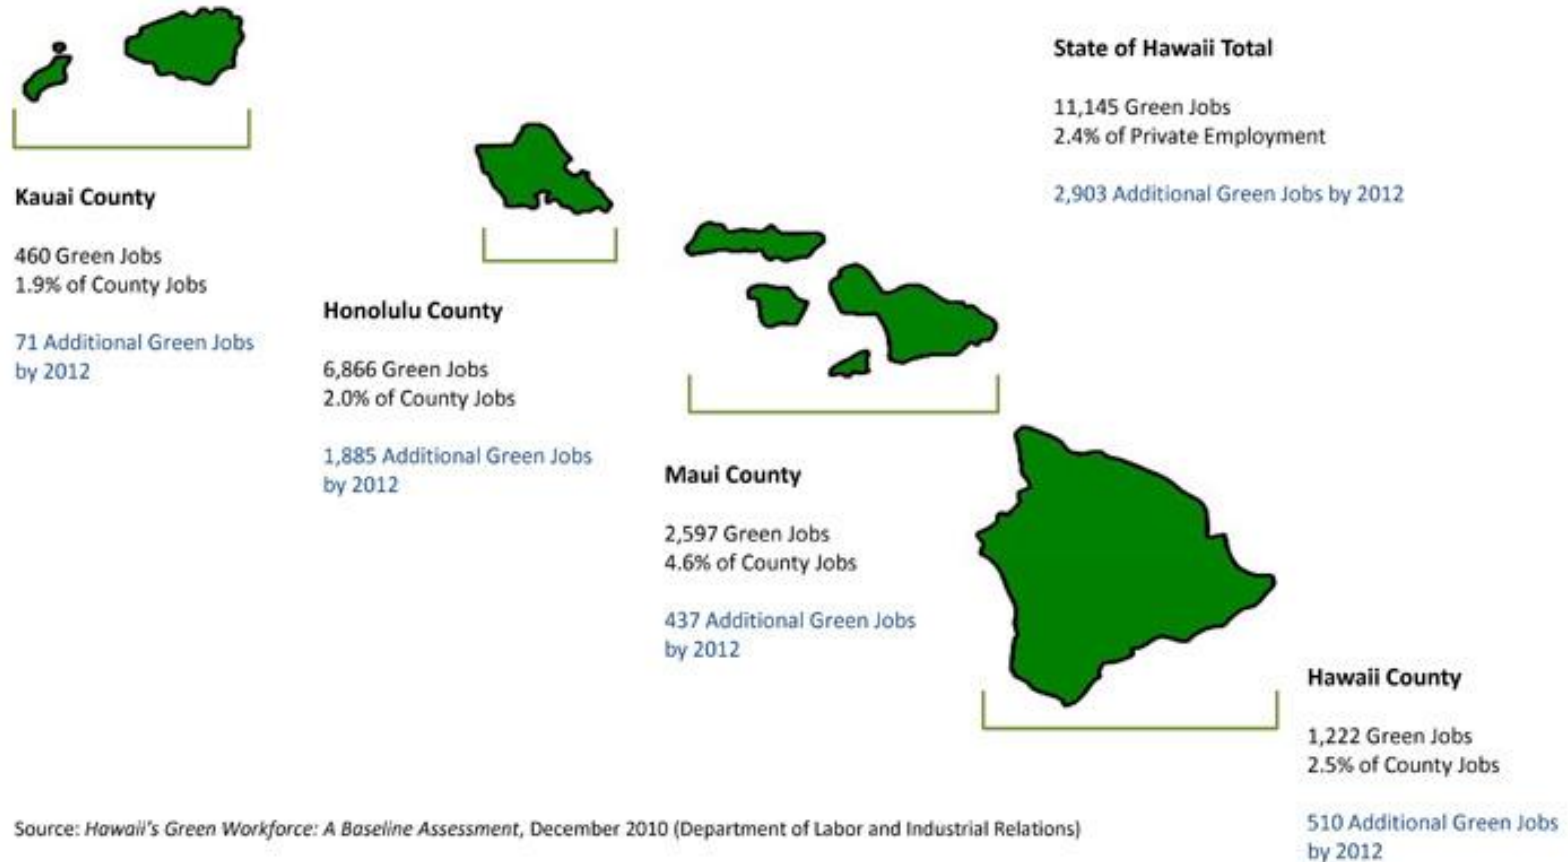 State of Hawaii Total
11,145 Green Jobs
2.4% of Private Employment
2,903 Additional Green Jobs by 2012
Kauai County
460 Green Jobs
1.9% of County Jobs
71 Additional Green Jobs
by 2012
Honolulu County
6,866 Green Jobs
2.0% of County Jobs
1,885 Additional Green Jobs
by 2012
Maui County
2,597 Green Jobs
4.6% of County Jobs
437 Additional Green Jobs
by 2012
Hawaii County
1,222 Green Jobs
2.5% of County Jobs
510 Additional Green Jobs
by 2012
Source: Hawaii's Green Workforce: A Baseline Assessment, December 2010 (Department of Labor and Industrial Relations)